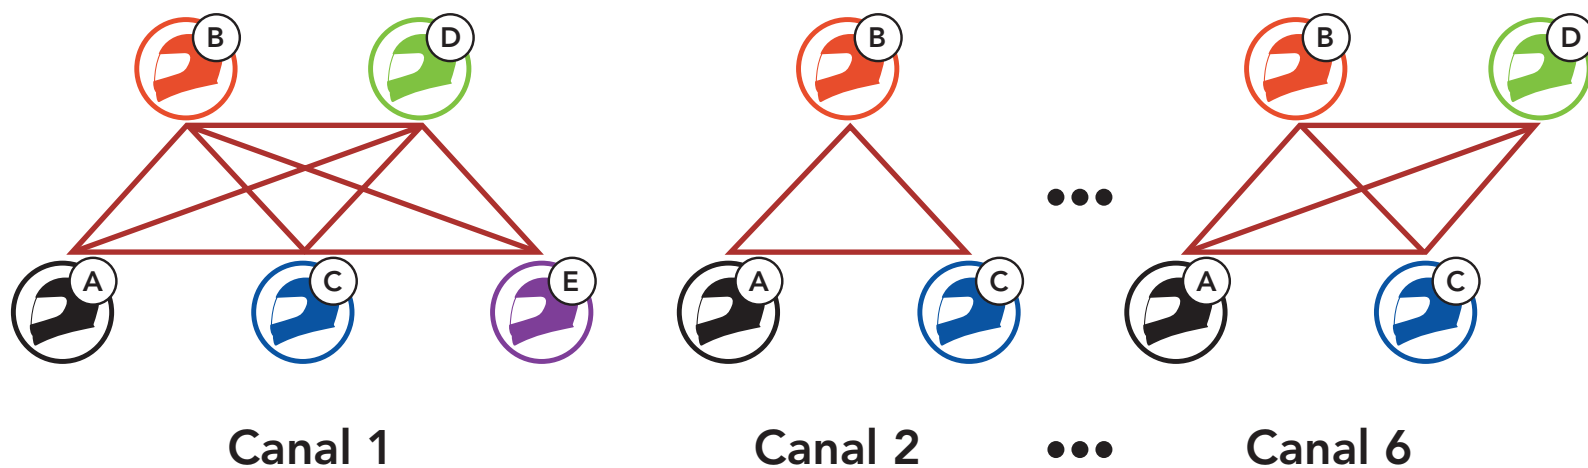 B D B B D
A C E A C A C
Canal 1 Canal 2 ••• Canal 6